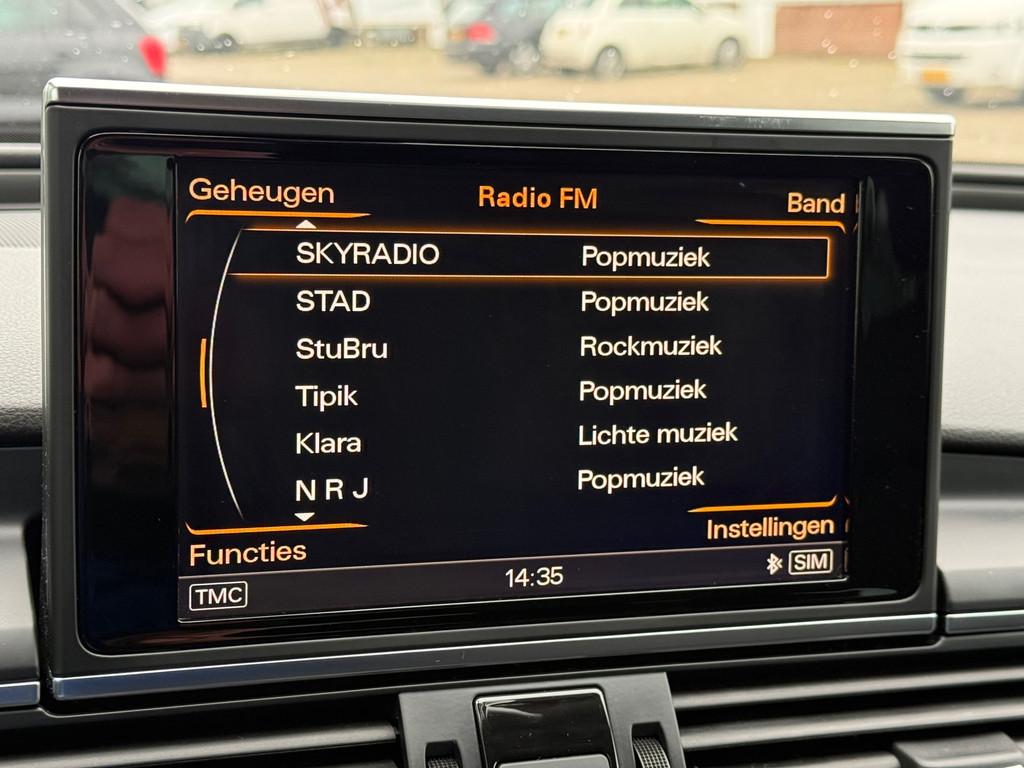 Geheugen Radio FM Band
SKYRADIO Popmuziek
STAD Popmuziek
StuBru Rockmuziek
Tipik Popmuziek
Klara Lichte muziek
N R J Popmuziek
Functies Instellingen
TMC 14:35 SIM